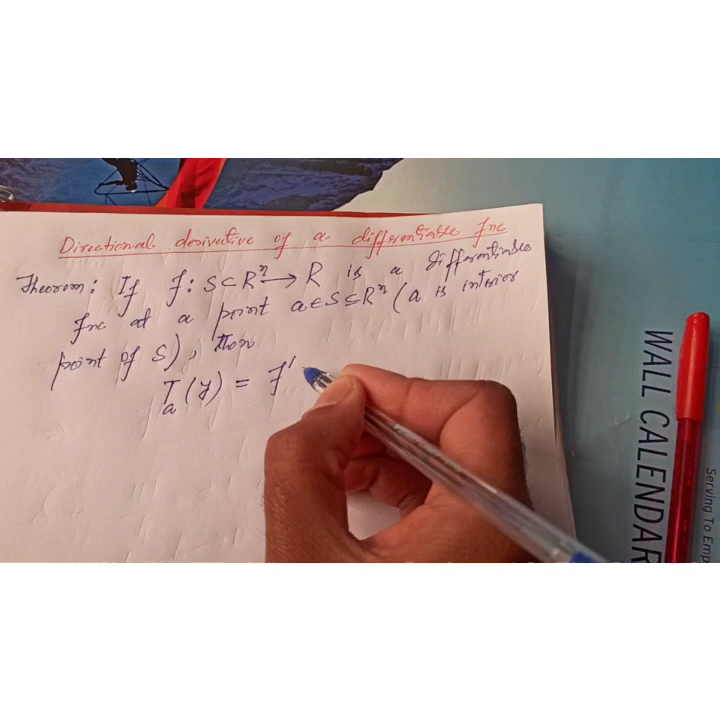 Directional derivative of a differentiable fnc
Theorem: If f: S⊂Rⁿ → R is a differentiable
fnc at a point a∈S⊆Rⁿ (a is interior
point of S), then
Tₐ(y) = f'
WALL CALENDAR
Serving To Emp